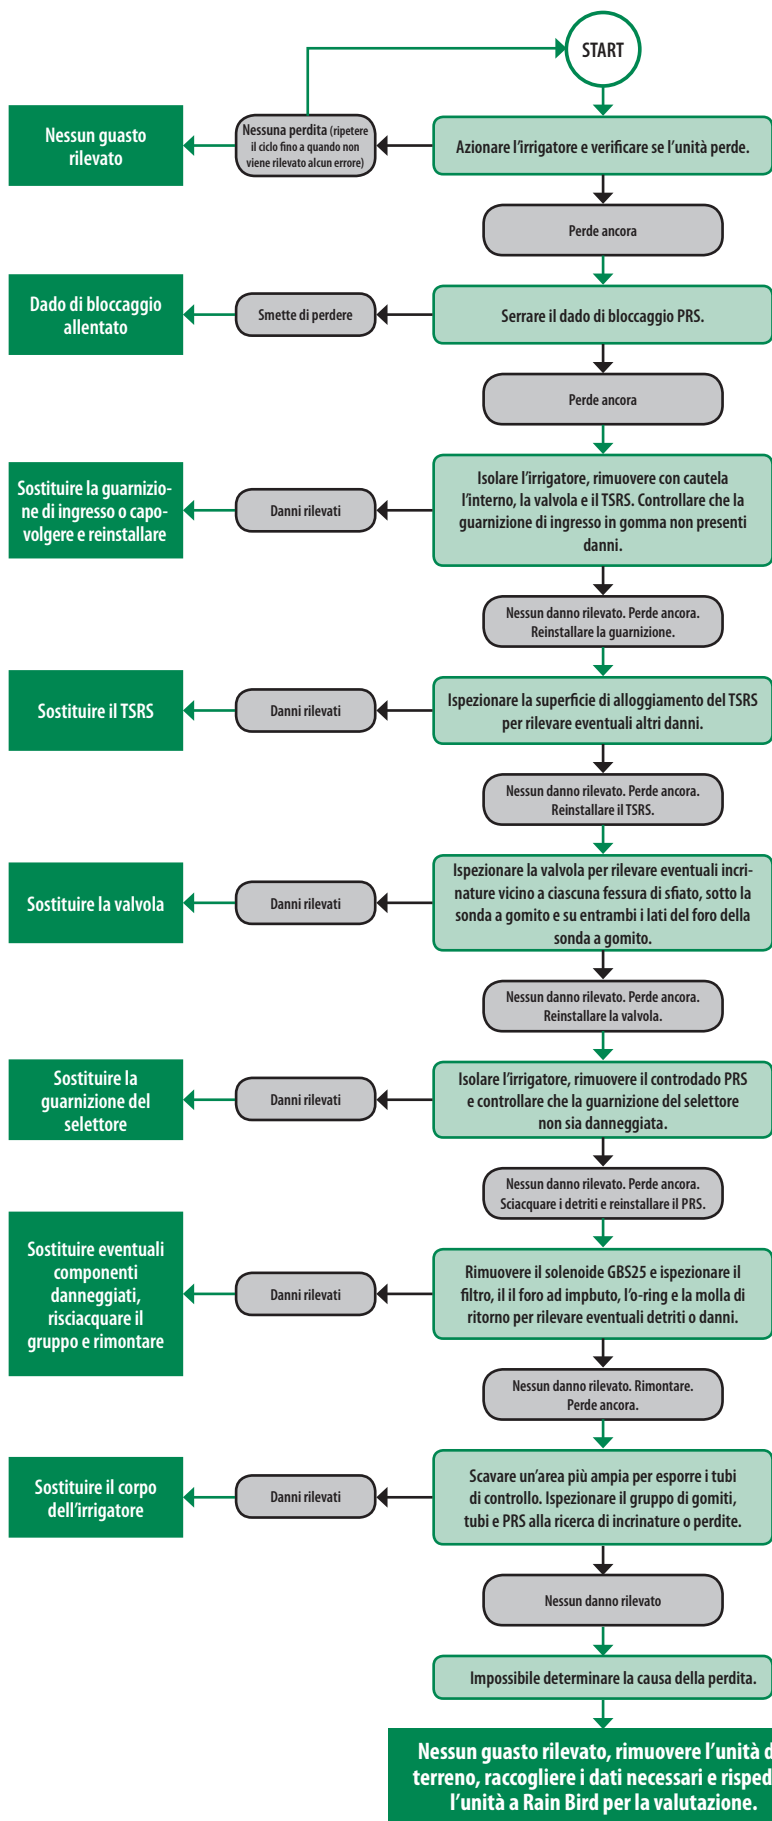 START
Nessun guasto
rilevato
Nessuna perdita (ripetere
il ciclo fino a quando non
viene rilevato alcun errore)
Azionare l'irrigatore e verificare se l'unità perde.
Perde ancora
Dado di bloccaggio
allentato
Smette di perdere
Serrare il dado di bloccaggio PRS.
Perde ancora
Sostituire la guarnizio-
ne di ingresso o capo-
volgere e reinstallare
Danni rilevati
Isolare l'irrigatore, rimuovere con cautela
l'interno, la valvola e il TSRS. Controllare che la
guarnizione di ingresso in gomma non presenti
danni.
Nessun danno rilevato. Perde ancora.
Reinstallare la guarnizione.
Sostituire il TSRS
Danni rilevati
Ispezionare la superficie di alloggiamento del TSRS
per rilevare eventuali altri danni.
Nessun danno rilevato. Perde ancora.
Reinstallare il TSRS.
Sostituire la valvola
Danni rilevati
Ispezionare la valvola per rilevare eventuali incri-
nature vicino a ciascuna fessura di sfiato, sotto la
sonda a gomito e su entrambi i lati del foro della
sonda a gomito.
Nessun danno rilevato. Perde ancora.
Reinstallare la valvola.
Sostituire la
guarnizione del
selettore
Danni rilevati
Isolare l'irrigatore, rimuovere il controdado PRS
e controllare che la guarnizione del selettore
non sia danneggiata.
Nessun danno rilevato. Perde ancora.
Sciacquare i detriti e reinstallare il PRS.
Sostituire eventuali
componenti
danneggiati,
risciacquare il
gruppo e rimontare
Danni rilevati
Rimuovere il solenoide GBS25 e ispezionare il
filtro, il il foro ad impbuto, l'o-ring e la molla di
ritorno per rilevare eventuali detriti o danni.
Nessun danno rilevato. Rimontare.
Perde ancora.
Sostituire il corpo
dell'irrigatore
Danni rilevati
Scavare un'area più ampia per esporre i tubi
di controllo. Ispezionare il gruppo di gomiti,
tubi e PRS alla ricerca di incrinature o perdite.
Nessun danno rilevato
Impossibile determinare la causa della perdita.
Nessun guasto rilevato, rimuovere l'unità d
terreno, raccogliere i dati necessari e risped
l'unità a Rain Bird per la valutazione.